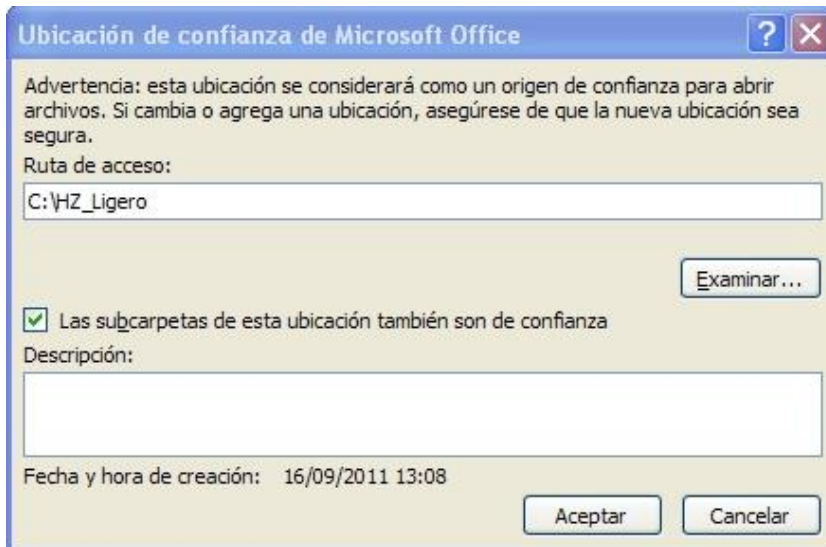 Ubicación de confianza de Microsoft Office
Advertencia: esta ubicación se considerará como un origen de confianza para abrir
archivos. Si cambia o agrega una ubicación, asegúrese de que la nueva ubicación sea
segura.
Ruta de acceso:
C:\HZ_Ligero
Examinar...
Las subcarpetas de esta ubicación también son de confianza
Descripción:
Fecha y hora de creación: 16/09/2011 13:08
Aceptar Cancelar